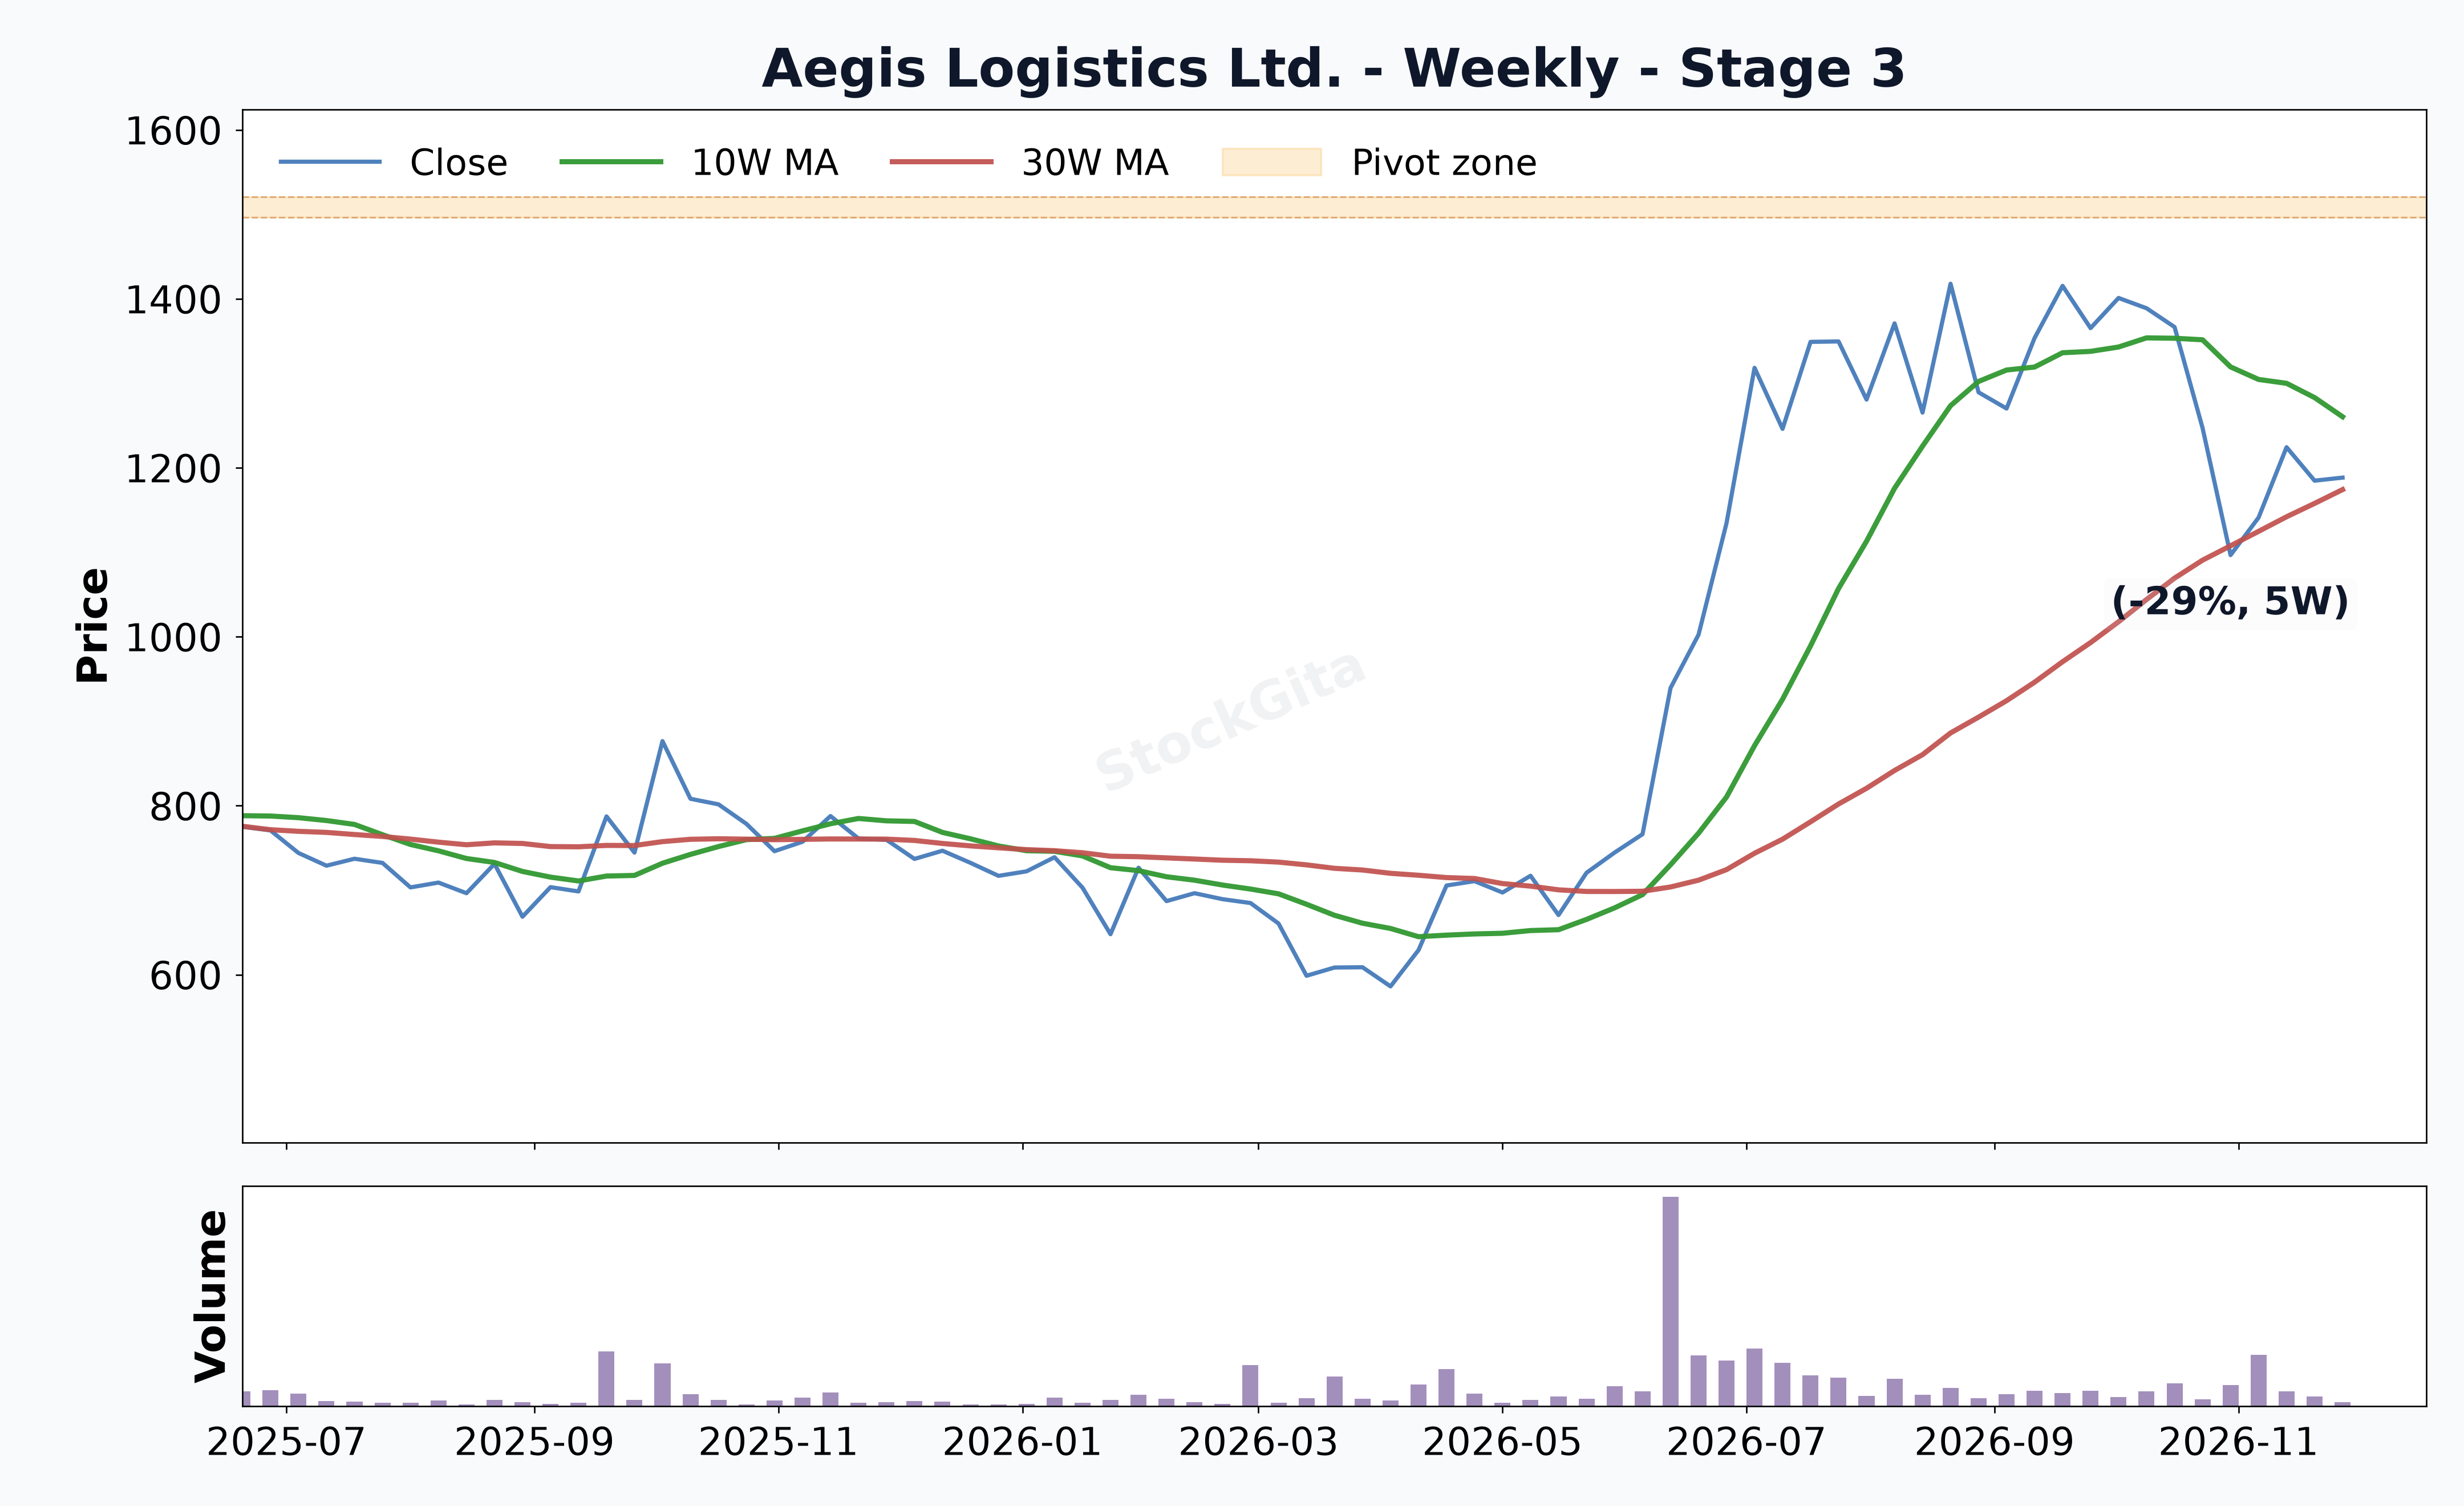 Aegis Logistics Ltd. - Weekly - Stage 3
Close 10W MA 30W MA Pivot zone
1600
1400
1200
1000
800
600
Price
(-29%, 5W)
StockGita
Volume
2025-07 2025-09 2025-11 2026-01 2026-03 2026-05 2026-07 2026-09 2026-11